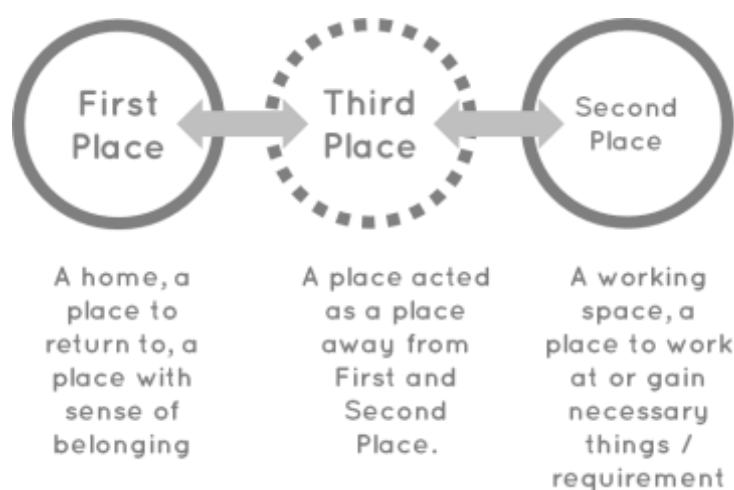 First
Place
Third
Place
Second
Place
A home, a
place to
return to, a
place with
sense of
belonging
A place acted
as a place
away from
First and
Second
Place.
A working
space, a
place to work
at or gain
necessary
things /
requirement